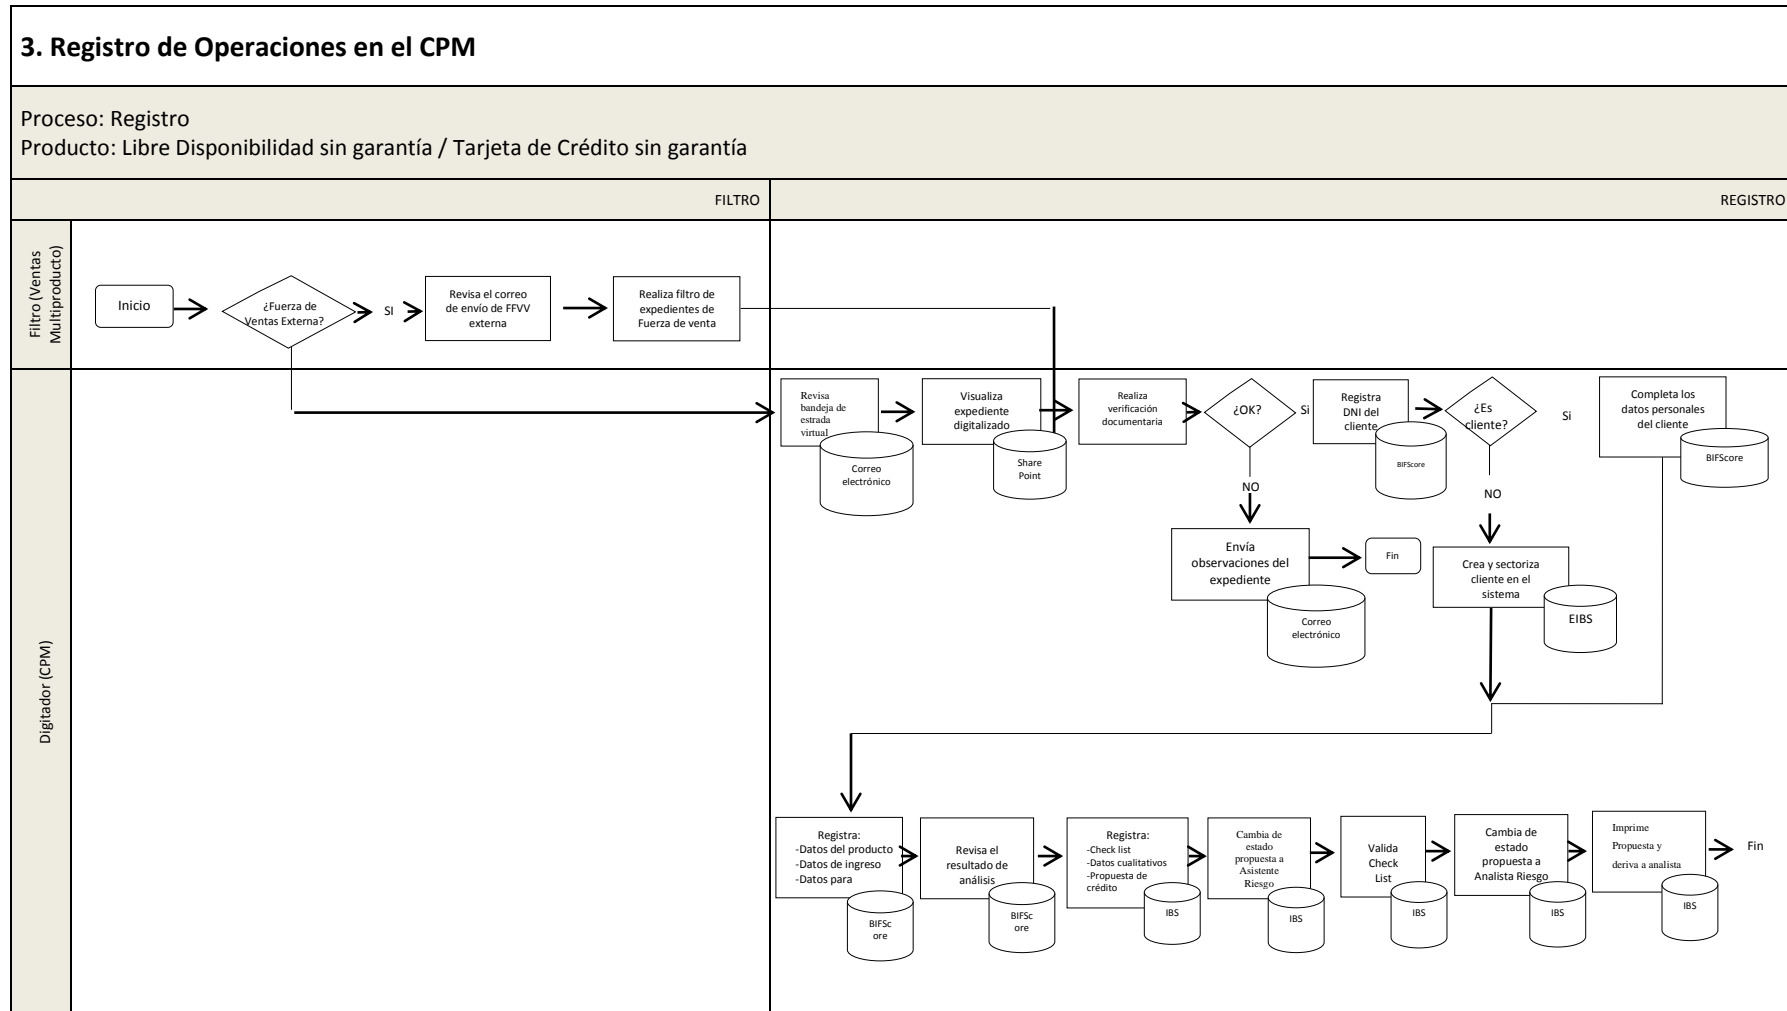 3. Registro de Operaciones en el CPM
Proceso: Registro
Producto: Libre Disponibilidad sin garantía / Tarjeta de Crédito sin garantía
FILTRO
REGISTRO
Filtro (Ventas
Multiproducto)
Inicio
¿Fuerza de
Ventas Externa?
SI
Revisa el correo
de envío de FFVV
externa
Realiza filtro de
expedientes de
Fuerza de venta
Digitador (CPM)
Revisa
bandeja de
estrada
virtual
Correo
electrónico
Visualiza
expediente
digitalizado
Share
Point
Realiza
verificación
documentaria
¿OK?
Si
NO
Registra
DNI del
cliente
BIFScore
¿Es
cliente?
Si
NO
Completa los
datos personales
del cliente
BIFScore
Envía
observaciones del
expediente
Correo
electrónico
Fin
Crea y sectoriza
cliente en el
sistema
EIBS
Registra:
-Datos del producto
-Datos de ingreso
-Datos para
BIFSc
ore
Revisa el
resultado de
análisis
BIFSc
ore
Registra:
-Check list
-Datos cualitativos
-Propuesta de
crédito
IBS
Cambia de
estado
propuesta a
Asistente
Riesgo
IBS
Valida
Check
List
IBS
Cambia de
estado
propuesta a
Analista Riesgo
IBS
Imprime
Propuesta y
deriva a analista
IBS
Fin